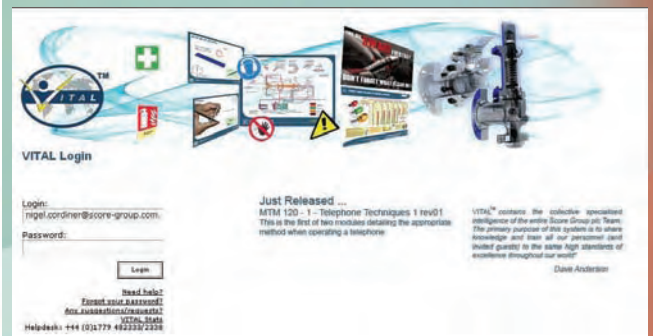 VITAL
TM
VITAL Login
Login:
nigel.cordiner@score-group.com.
Password:
Login
Need help?
Forgot your password?
Any suggestions/requests?
VITAL Stats
Helpdesk: +44 (0)1779 482333/2338
DON'T FORGET
Just Released ...
MTM 120 - 1 - Telephone Techniques 1 rev01
This is the first of two modules detailing the appropriate
method when operating a telephone
VITAL™ contains the collective specialised
intelligence of the entire Score Group plc Team.
The primary purpose of this system is to share
knowledge and train all our personnel (and
invited guests) to the same high standards of
excellence throughout our world"
Dave Anderson